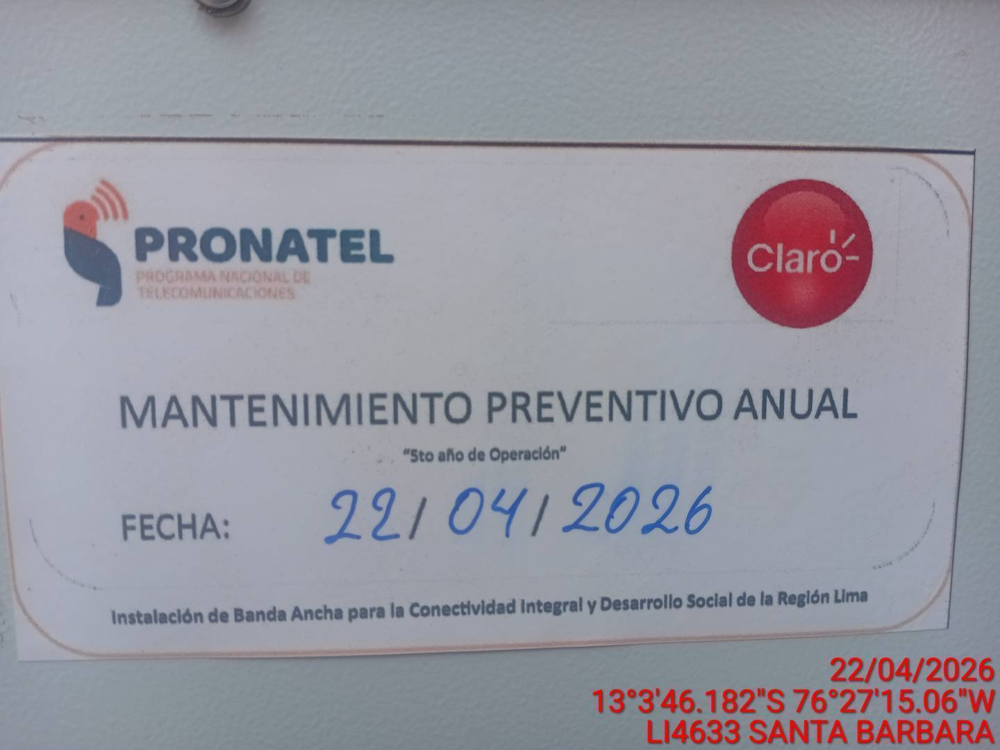 PRONATEL
PROGRAMA NACIONAL DE
TELECOMUNICACIONES
Claro
MANTENIMIENTO PREVENTIVO ANUAL
"5to año de Operación"
FECHA: 22/04/2026
Instalación de Banda Ancha para la Conectividad Integral y Desarrollo Social de la Región Lima
22/04/2026
13°3'46.182"S 76°27'15.06"W
LI4633 SANTA BARBARA